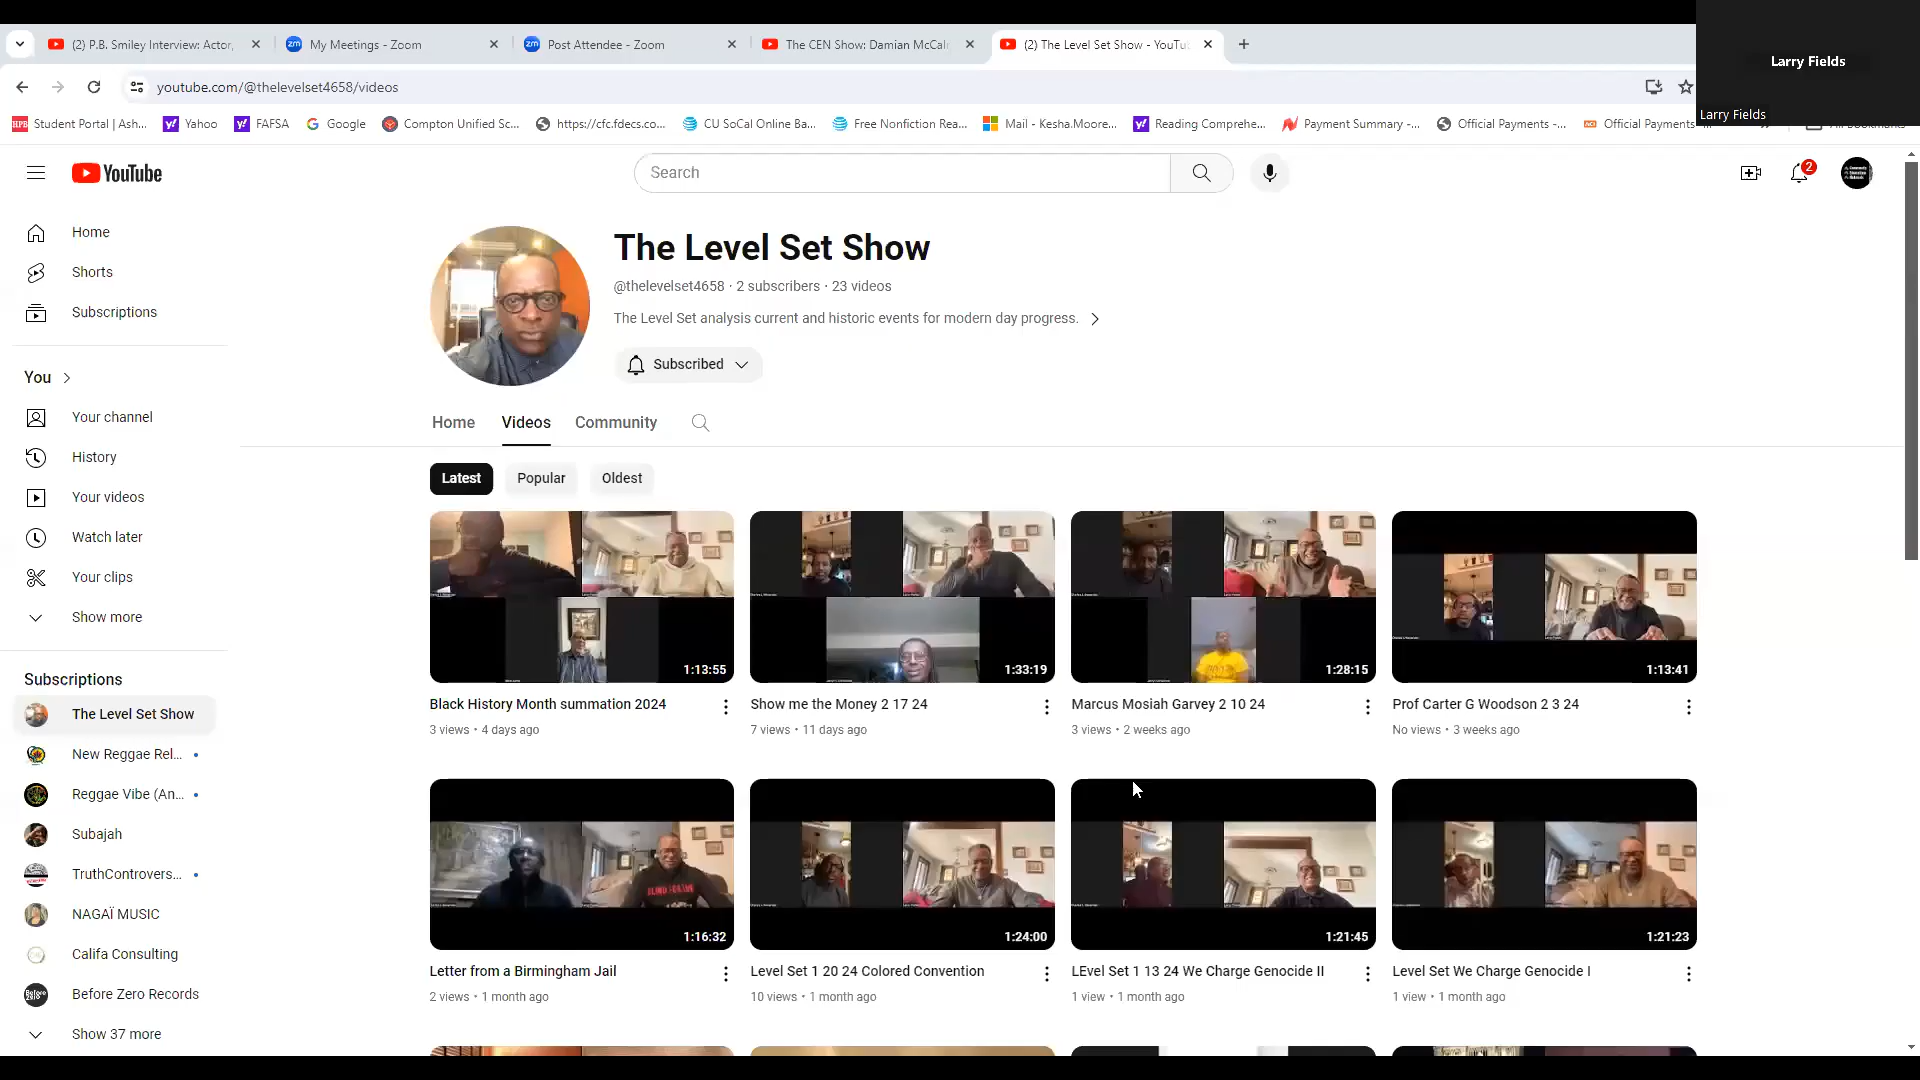 (2) P.B. Smiley Interview: Actor,
My Meetings - Zoom
Post Attendee - Zoom
The CEN Show: Damian McCal
(2) The Level Set Show - YouTu
Larry Fields
youtube.com/@thelevelset4658/videos
Larry Fields
Student Portal | Ash...
Yahoo
FAFSA
Google
Compton Unified Sc...
https://cfc.fdecs.co...
CU SoCal Online Ba...
Free Nonfiction Rea...
Mail - Kesha.Moore...
Reading Comprehe...
Payment Summary -...
Official Payments -...
Official Payments
YouTube
Search
2
Home
Shorts
Subscriptions
You
Your channel
History
Your videos
Watch later
Your clips
Show more
Subscriptions
The Level Set Show
New Reggae Rel...
Reggae Vibe (An...
Subajah
TruthControvers...
NAGAÏ MUSIC
Califa Consulting
Before Zero Records
Show 37 more
The Level Set Show
@thelevelset4658 · 2 subscribers · 23 videos
The Level Set analysis current and historic events for modern day progress.
Subscribed
Home
Videos
Community
Latest
Popular
Oldest
1:13:55
1:33:19
1:28:15
1:13:41
Black History Month summation 2024
3 views • 4 days ago
Show me the Money 2 17 24
7 views • 11 days ago
Marcus Mosiah Garvey 2 10 24
3 views • 2 weeks ago
Prof Carter G Woodson 2 3 24
No views • 3 weeks ago
1:16:32
1:24:00
1:21:45
1:21:23
Letter from a Birmingham Jail
2 views • 1 month ago
Level Set 1 20 24 Colored Convention
10 views • 1 month ago
LEvel Set 1 13 24 We Charge Genocide II
1 view • 1 month ago
Level Set We Charge Genocide I
1 view • 1 month ago